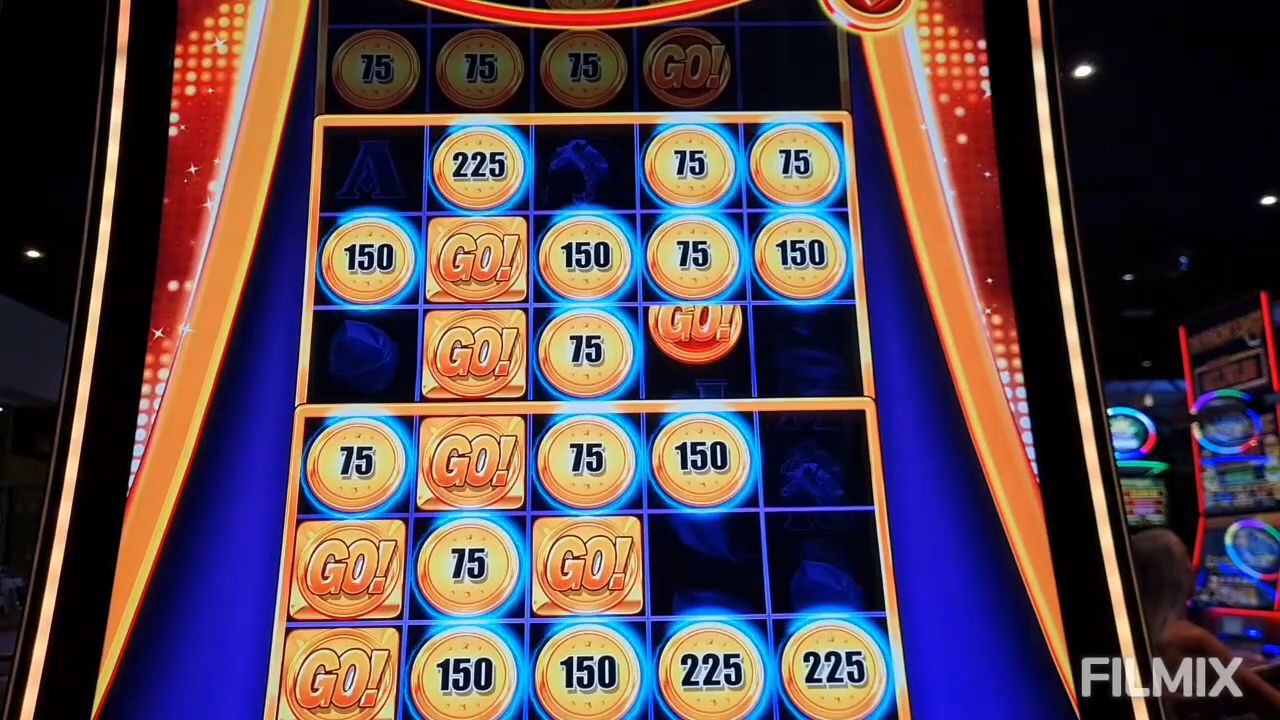 75 75 75 GO!
A 225 75 75
150 GO! 150 75 150
GO! 75 GO!
75 GO! 75 150
GO! 75 GO!
GO! 150 150 225 225
FILMIX